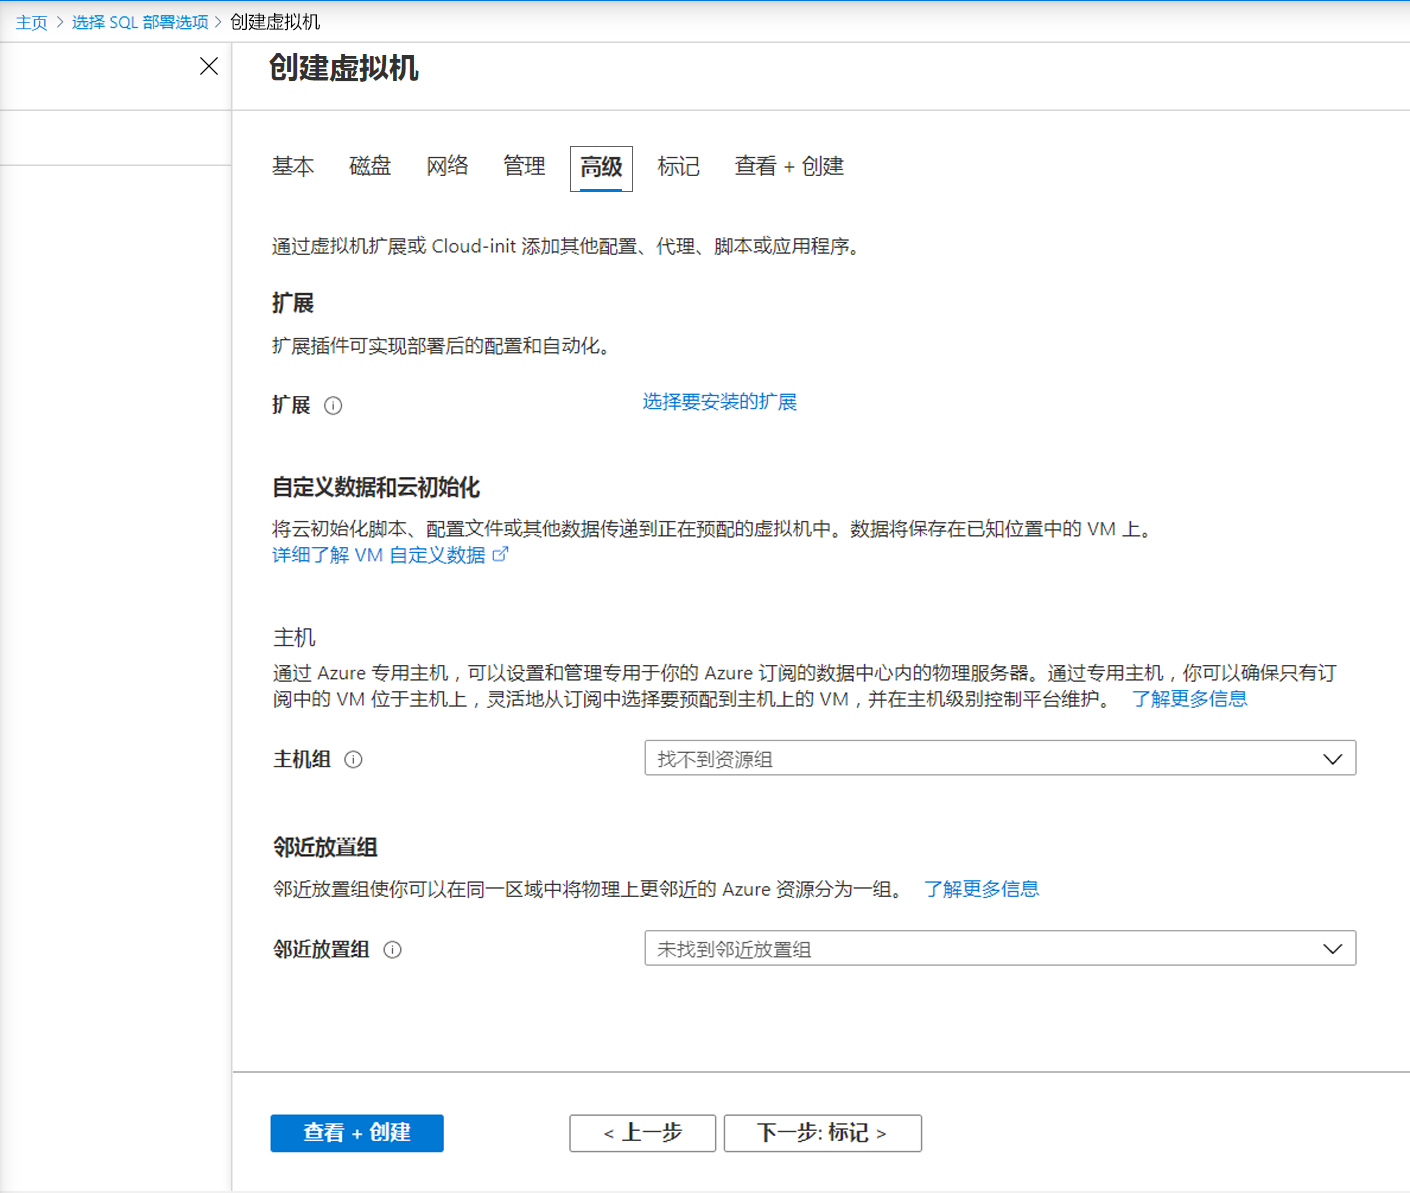 主页 > 选择 SQL 部署选项 > 创建虚拟机
创建虚拟机
基本 磁盘 网络 管理 高级 标记 查看 + 创建
通过虚拟机扩展或 Cloud-init 添加其他配置、代理、脚本或应用程序。
扩展
扩展插件可实现部署后的配置和自动化。
扩展 选择要安装的扩展
自定义数据和云初始化
将云初始化脚本、配置文件或其他数据传递到正在预配的虚拟机中。数据将保存在已知位置中的 VM 上。
详细了解 VM 自定义数据
主机
通过 Azure 专用主机，可以设置和管理专用于你的 Azure 订阅的数据中心内的物理服务器。通过专用主机，你可以确保只有订
阅中的 VM 位于主机上，灵活地从订阅中选择要预配到主机上的 VM，并在主机级别控制平台维护。 了解更多信息
主机组 找不到资源组
邻近放置组
邻近放置组使你可以在同一区域中将物理上更邻近的 Azure 资源分为一组。 了解更多信息
邻近放置组 未找到邻近放置组
查看 + 创建 < 上一步 下一步: 标记 >